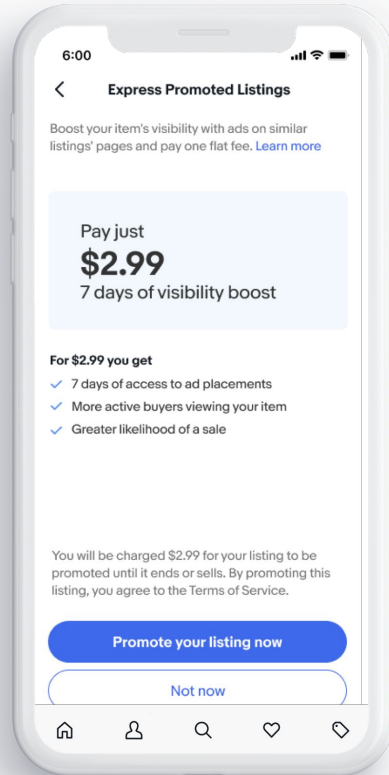 6:00
Express Promoted Listings
Boost your item's visibility with ads on similar
listings' pages and pay one flat fee. Learn more
Pay just
$2.99
7 days of visibility boost
For $2.99 you get
7 days of access to ad placements
More active buyers viewing your item
Greater likelihood of a sale
You will be charged $2.99 for your listing to be
promoted until it ends or sells. By promoting this
listing, you agree to the Terms of Service.
Promote your listing now
Not now